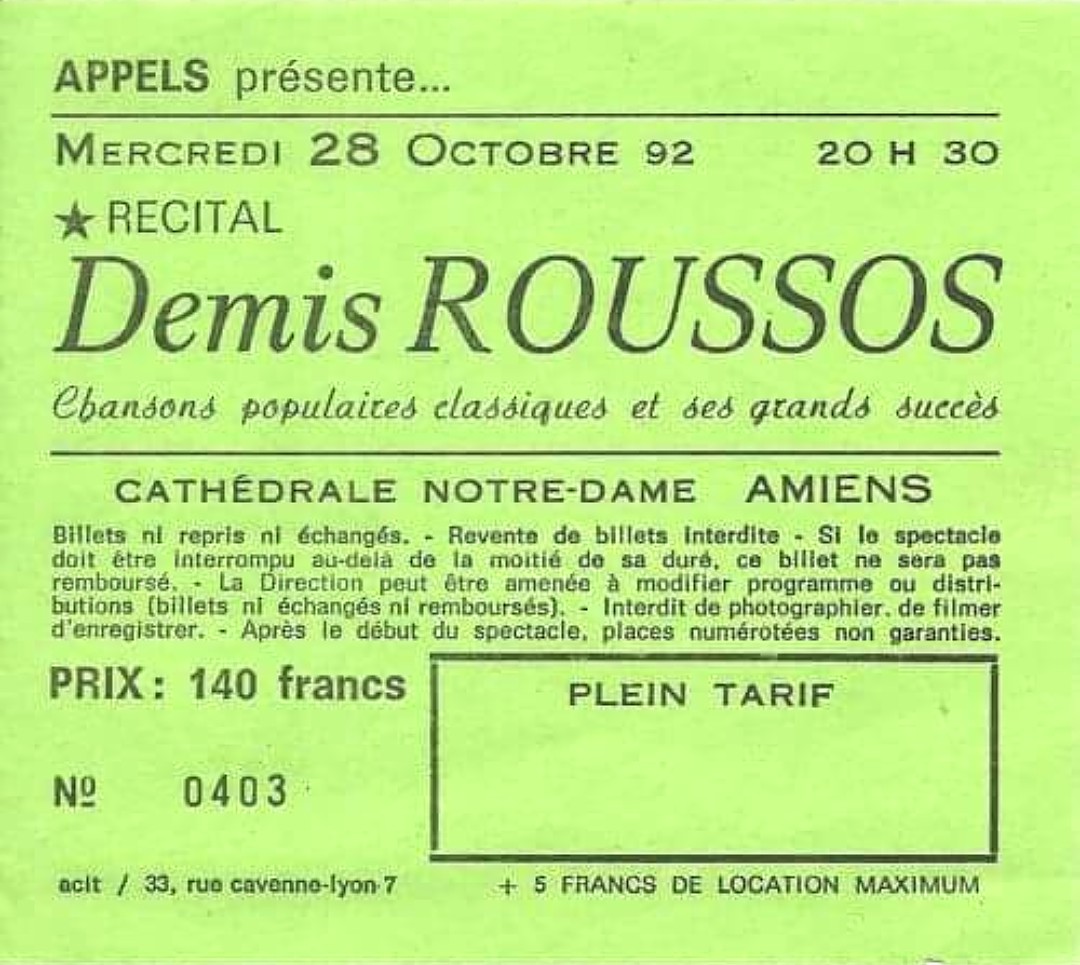 APPELS présente...
MERCREDI 28 OCTOBRE 92 20 H 30
★ RECITAL
Demis ROUSSOS
Chansons populaires classiques et ses grands succès
CATHÉDRALE NOTRE-DAME AMIENS
Billets ni repris ni échangés. - Revente de billets interdite - Si le spectacle
doit être interrompu au-delà de la moitié de sa duré, ce billet ne sera pas
remboursé. - La Direction peut être amenée à modifier programme ou distri-
butions (billets ni échangés ni remboursés). - Interdit de photographier. de filmer
d'enregistrer. - Après le début du spectacle, places numérotées non garanties.
PRIX : 140 francs
PLEIN TARIF
Nº 0403
acit / 33, rue cavenne-lyon 7
+ 5 FRANCS DE LOCATION MAXIMUM